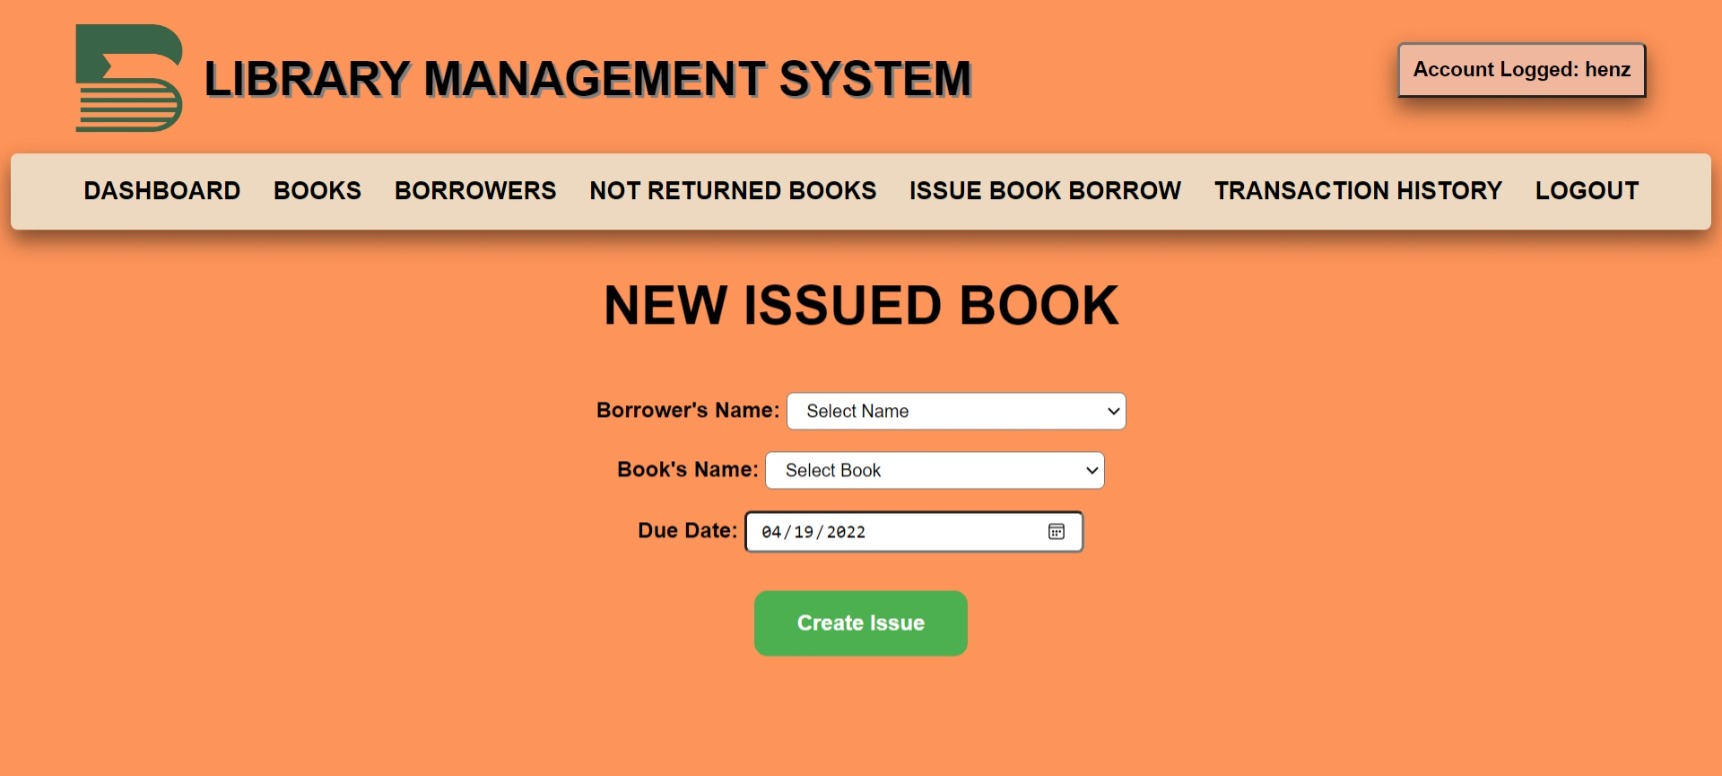 LIBRARY MANAGEMENT SYSTEM
Account Logged: henz
DASHBOARD BOOKS BORROWERS NOT RETURNED BOOKS ISSUE BOOK BORROW TRANSACTION HISTORY LOGOUT
NEW ISSUED BOOK
Borrower's Name: Select Name
Book's Name: Select Book
Due Date: 04/19/2022
Create Issue